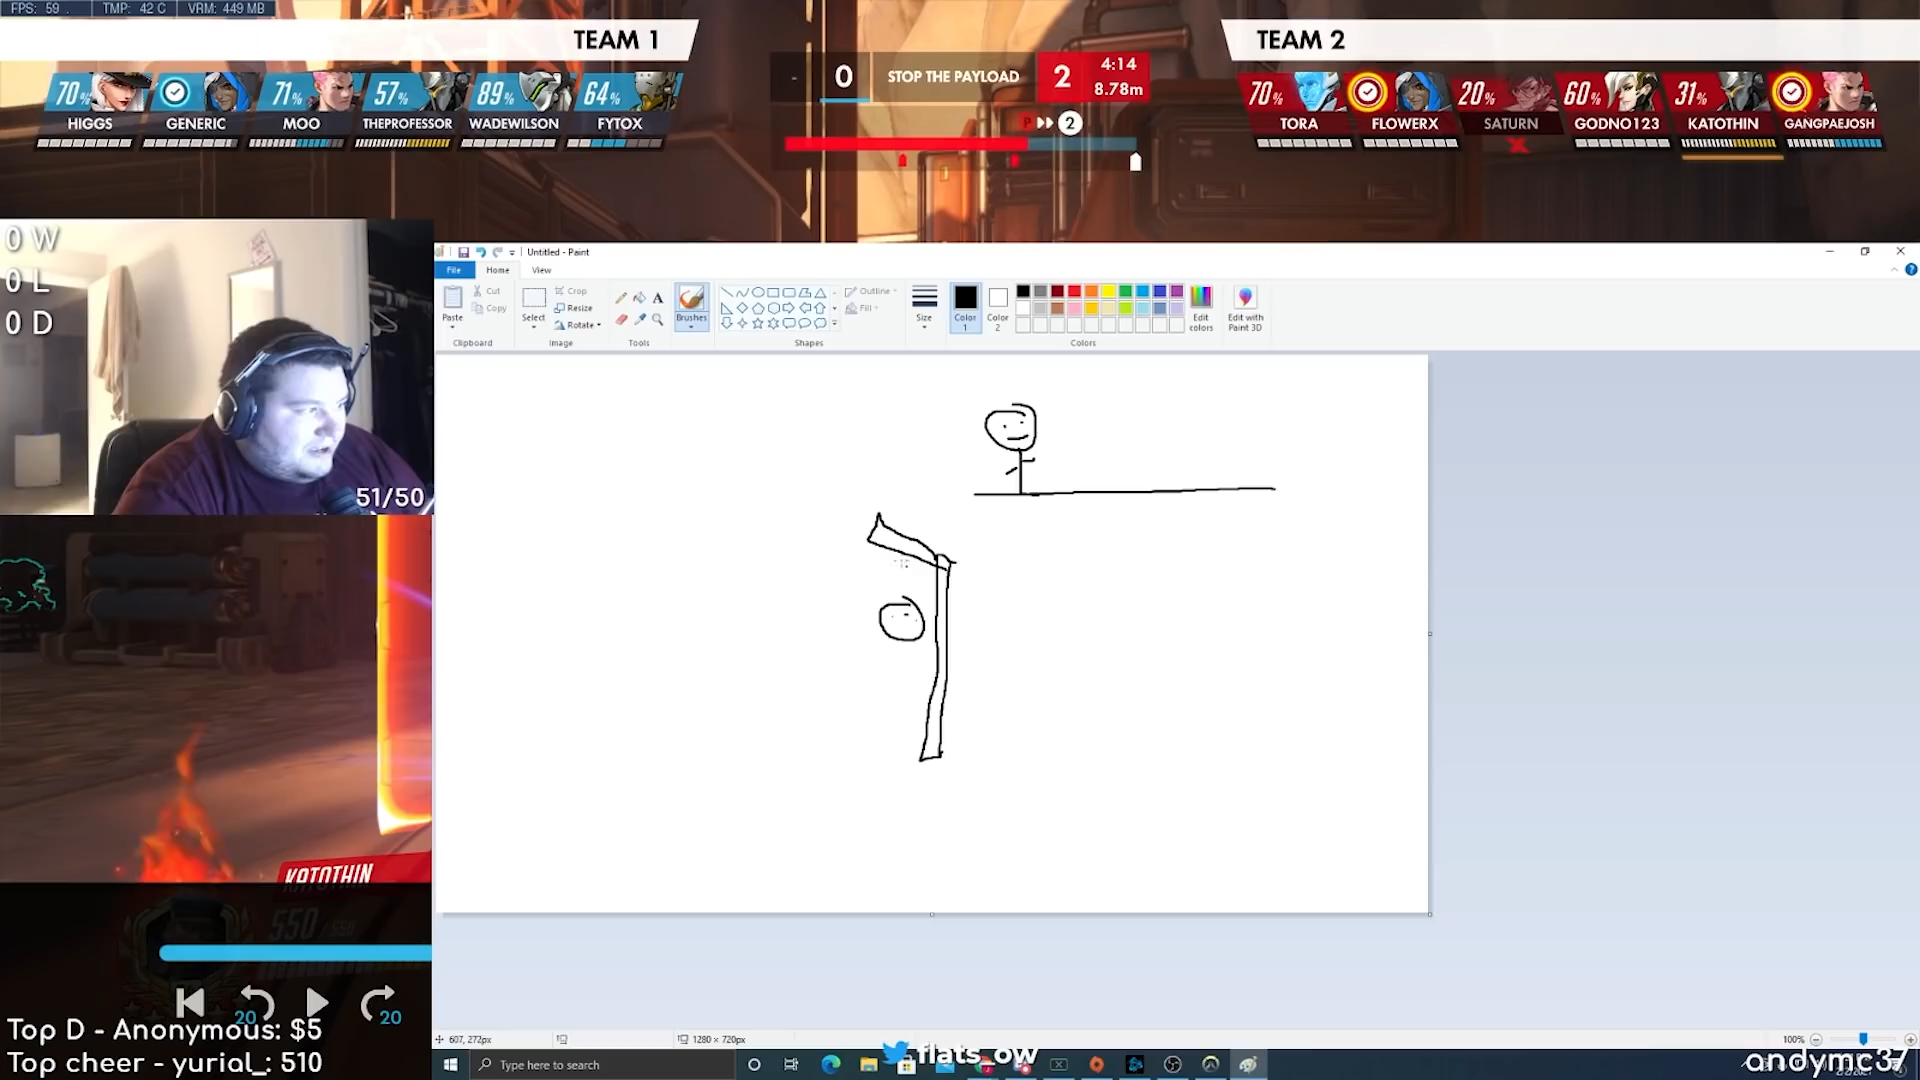 FPS: 59
TMP: 42 C
VRM: 449 MB
TEAM 1
TEAM 2
0
STOP THE PAYLOAD
2
4:14
8.78m
P
2
70%
71%
57%
89%
64%
HIGGS
GENERIC
MOO
THEPROFESSOR
WADEWILSON
FYTOX
70%
20%
60%
31%
TORA
FLOWERX
SATURN
GODNO123
KATOTHIN
GANGPAEJOSH
0 W
0 L
0 D
51/50
Untitled - Paint
File
Home
View
Paste
Cut
Copy
Clipboard
Select
Crop
Resize
Rotate
Image
Tools
Brushes
Shapes
Outline
Fill
Size
Color
1
Color
2
Edit
colors
Edit with
Paint 3D
Colors
KATOTHIN
550 / 550
20
20
Top D - Anonymous: $5
Top cheer - yurial_: 510
607, 272px
1280 × 720px
100%
Type here to search
flats_ow
andymc37